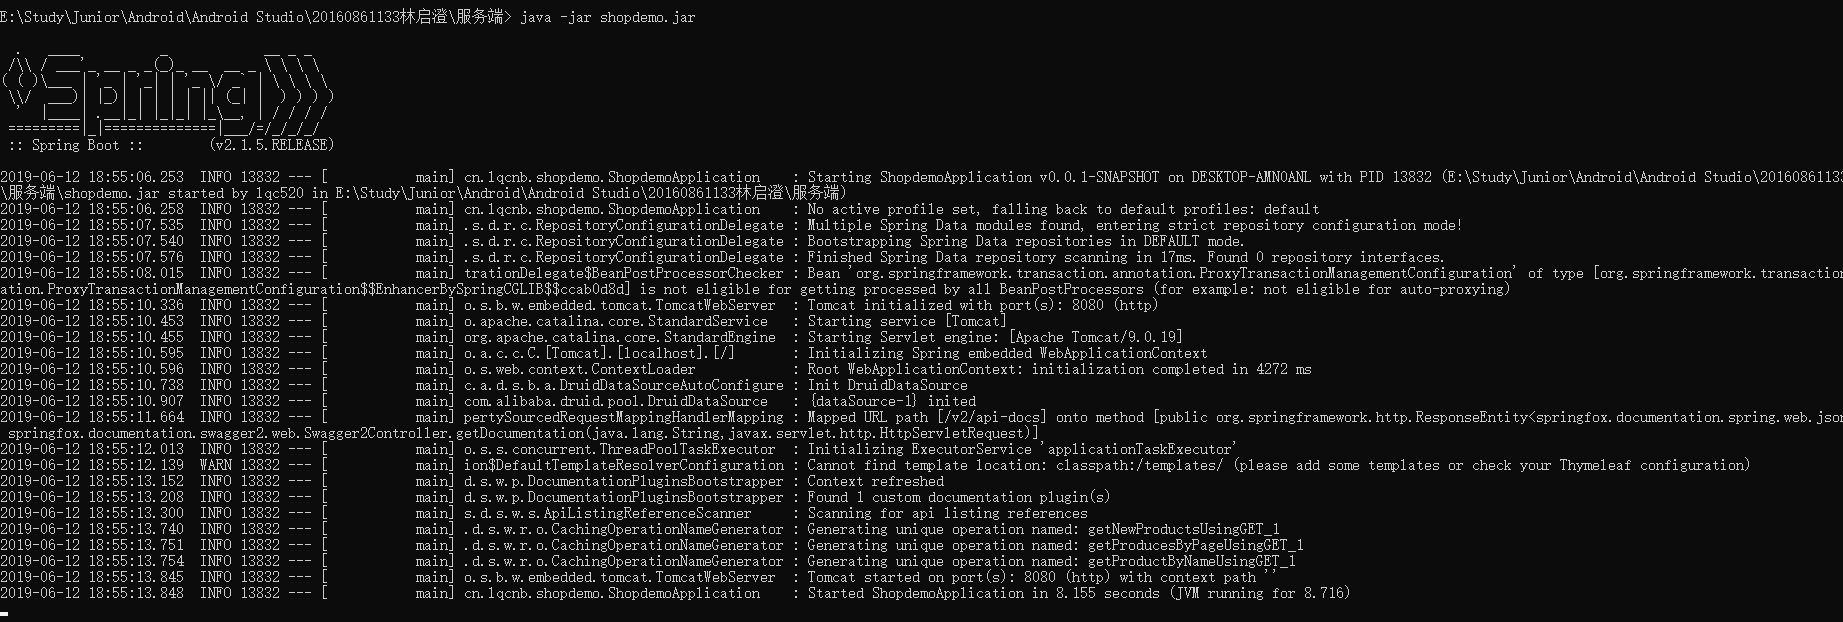 E:\Study\Junior\Android\Android Studio\20160861133林启澄\服务端> java -jar shopdemo.jar
  .   ____          _            __ _ _
 /\\ / ___'_ __ _ _(_)_ __  __ _ \ \ \ \
( ( )\___ | '_ | '_| | '_ \/ _` | \ \ \ \
 \\/  ___)| |_)| | | | | || (_| |  ) ) ) )
  '  |____| .__|_| |_|_| |_\__, | / / / /
 =========|_|==============|___/=/_/_/_/
 :: Spring Boot ::        (v2.1.5.RELEASE)
2019-06-12 18:55:06.253  INFO 13832 --- [           main] cn.lqcnb.shopdemo.ShopdemoApplication    : Starting ShopdemoApplication v0.0.1-SNAPSHOT on DESKTOP-AMN0ANL with PID 13832 (E:\Study\Junior\Android\Android Studio\2016086113
\服务端\shopdemo.jar started by lqc520 in E:\Study\Junior\Android\Android Studio\20160861133林启澄\服务端)
2019-06-12 18:55:06.258  INFO 13832 --- [           main] cn.lqcnb.shopdemo.ShopdemoApplication    : No active profile set, falling back to default profiles: default
2019-06-12 18:55:07.535  INFO 13832 --- [           main] .s.d.r.c.RepositoryConfigurationDelegate : Multiple Spring Data modules found, entering strict repository configuration mode!
2019-06-12 18:55:07.540  INFO 13832 --- [           main] .s.d.r.c.RepositoryConfigurationDelegate : Bootstrapping Spring Data repositories in DEFAULT mode.
2019-06-12 18:55:07.576  INFO 13832 --- [           main] .s.d.r.c.RepositoryConfigurationDelegate : Finished Spring Data repository scanning in 17ms. Found 0 repository interfaces.
2019-06-12 18:55:08.015  INFO 13832 --- [           main] trationDelegate$BeanPostProcessorChecker : Bean 'org.springframework.transaction.annotation.ProxyTransactionManagementConfiguration' of type [org.springframework.transaction
ation.ProxyTransactionManagementConfiguration$$EnhancerBySpringCGLIB$$ccab0d8d] is not eligible for getting processed by all BeanPostProcessors (for example: not eligible for auto-proxying)
2019-06-12 18:55:10.336  INFO 13832 --- [           main] o.s.b.w.embedded.tomcat.TomcatWebServer  : Tomcat initialized with port(s): 8080 (http)
2019-06-12 18:55:10.453  INFO 13832 --- [           main] o.apache.catalina.core.StandardService   : Starting service [Tomcat]
2019-06-12 18:55:10.455  INFO 13832 --- [           main] org.apache.catalina.core.StandardEngine  : Starting Servlet engine: [Apache Tomcat/9.0.19]
2019-06-12 18:55:10.595  INFO 13832 --- [           main] o.a.c.c.C.[Tomcat].[localhost].[/]       : Initializing Spring embedded WebApplicationContext
2019-06-12 18:55:10.596  INFO 13832 --- [           main] o.s.web.context.ContextLoader            : Root WebApplicationContext: initialization completed in 4272 ms
2019-06-12 18:55:10.738  INFO 13832 --- [           main] c.a.d.s.b.a.DruidDataSourceAutoConfigure : Init DruidDataSource
2019-06-12 18:55:10.907  INFO 13832 --- [           main] com.alibaba.druid.pool.DruidDataSource   : {dataSource-1} inited
2019-06-12 18:55:11.664  INFO 13832 --- [           main] pertySourcedRequestMappingHandlerMapping : Mapped URL path [/v2/api-docs] onto method [public org.springframework.http.ResponseEntity<springfox.documentation.spring.web.json
 springfox.documentation.swagger2.web.Swagger2Controller.getDocumentation(java.lang.String,javax.servlet.http.HttpServletRequest)]
2019-06-12 18:55:12.013  INFO 13832 --- [           main] o.s.s.concurrent.ThreadPoolTaskExecutor  : Initializing ExecutorService 'applicationTaskExecutor'
2019-06-12 18:55:12.139  WARN 13832 --- [           main] ion$DefaultTemplateResolverConfiguration : Cannot find template location: classpath:/templates/ (please add some templates or check your Thymeleaf configuration)
2019-06-12 18:55:13.152  INFO 13832 --- [           main] d.s.w.p.DocumentationPluginsBootstrapper : Context refreshed
2019-06-12 18:55:13.208  INFO 13832 --- [           main] d.s.w.p.DocumentationPluginsBootstrapper : Found 1 custom documentation plugin(s)
2019-06-12 18:55:13.300  INFO 13832 --- [           main] s.d.s.w.s.ApiListingReferenceScanner     : Scanning for api listing references
2019-06-12 18:55:13.740  INFO 13832 --- [           main] .d.s.w.r.o.CachingOperationNameGenerator : Generating unique operation named: getNewProductsUsingGET_1
2019-06-12 18:55:13.751  INFO 13832 --- [           main] .d.s.w.r.o.CachingOperationNameGenerator : Generating unique operation named: getProducesByPageUsingGET_1
2019-06-12 18:55:13.754  INFO 13832 --- [           main] .d.s.w.r.o.CachingOperationNameGenerator : Generating unique operation named: getProductByNameUsingGET_1
2019-06-12 18:55:13.845  INFO 13832 --- [           main] o.s.b.w.embedded.tomcat.TomcatWebServer  : Tomcat started on port(s): 8080 (http) with context path ''
2019-06-12 18:55:13.848  INFO 13832 --- [           main] cn.lqcnb.shopdemo.ShopdemoApplication    : Started ShopdemoApplication in 8.155 seconds (JVM running for 8.716)